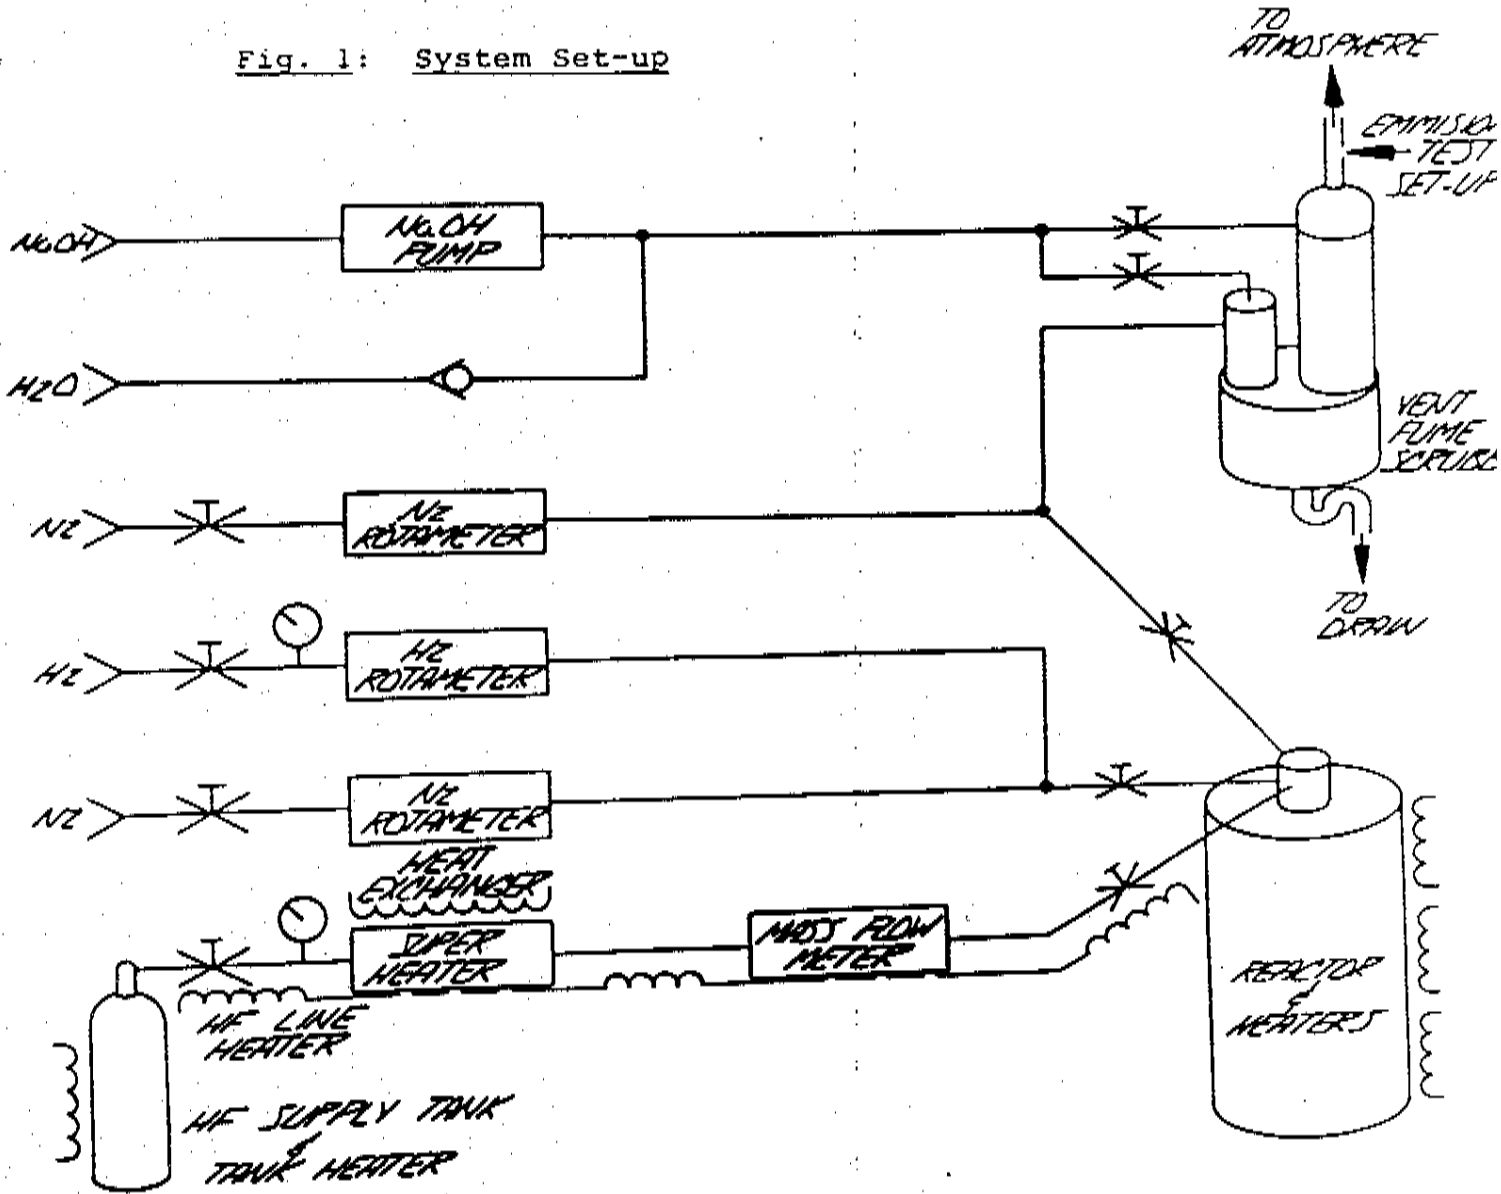 Fig. 1: System Set-up
TO
ATMOSPHERE
EMMISION
TEST
SET-UP
NaOH
NaOH
PUMP
H2O
VENT
FUME
SCRUBE
N2
N2
ROTAMETER
TO
DRAW
H2
H2
ROTAMETER
N2
N2
ROTAMETER
HEAT
EXCHANGER
SUPER
HEATER
MASS FLOW
METER
REACTOR
&
HEATERS
HF LINE
HEATER
HF SUPPLY TANK
&
TANK HEATER